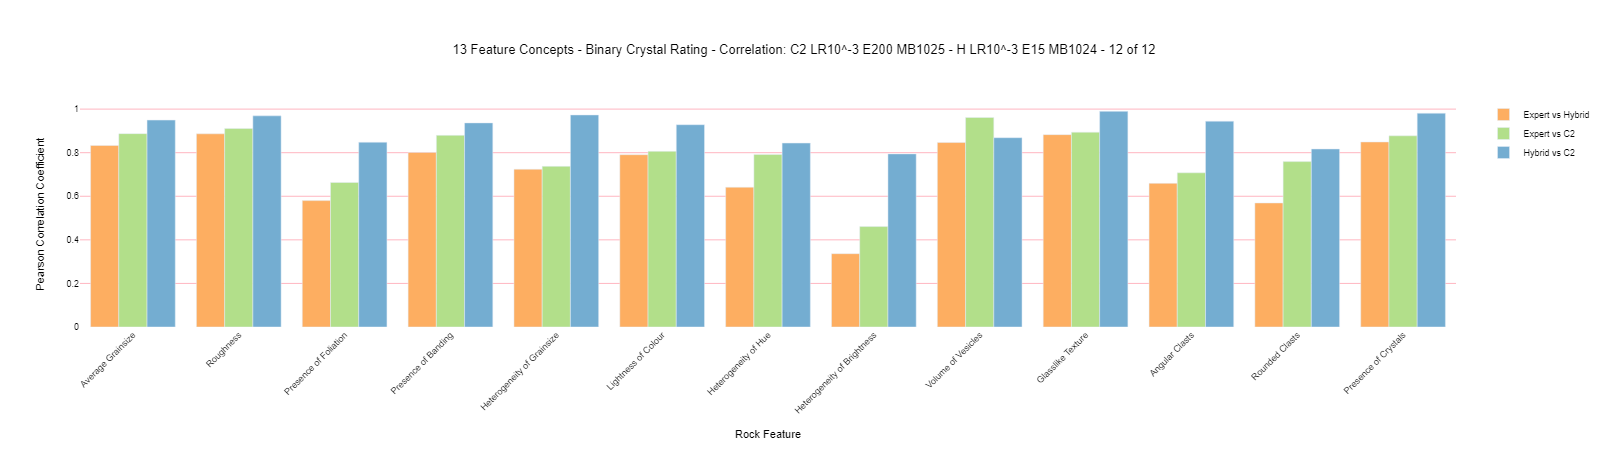 13 Feature Concepts - Binary Crystal Rating - Correlation: C2 LR10^-3 E200 MB1025 - H LR10^-3 E15 MB1024 - 12 of 12
Pearson Correlation Coefficient
1
0.8
0.6
0.4
0.2
0
Average Grainsize
Roughness
Presence of Foliation
Presence of Banding
Heterogeneity of Grainsize
Lightness of Colour
Heterogeneity of Hue
Heterogeneity of Brightness
Volume of Vesicles
Glasslike Texture
Angular Clasts
Rounded Clasts
Presence of Crystals
Rock Feature
Expert vs Hybrid
Expert vs C2
Hybrid vs C2